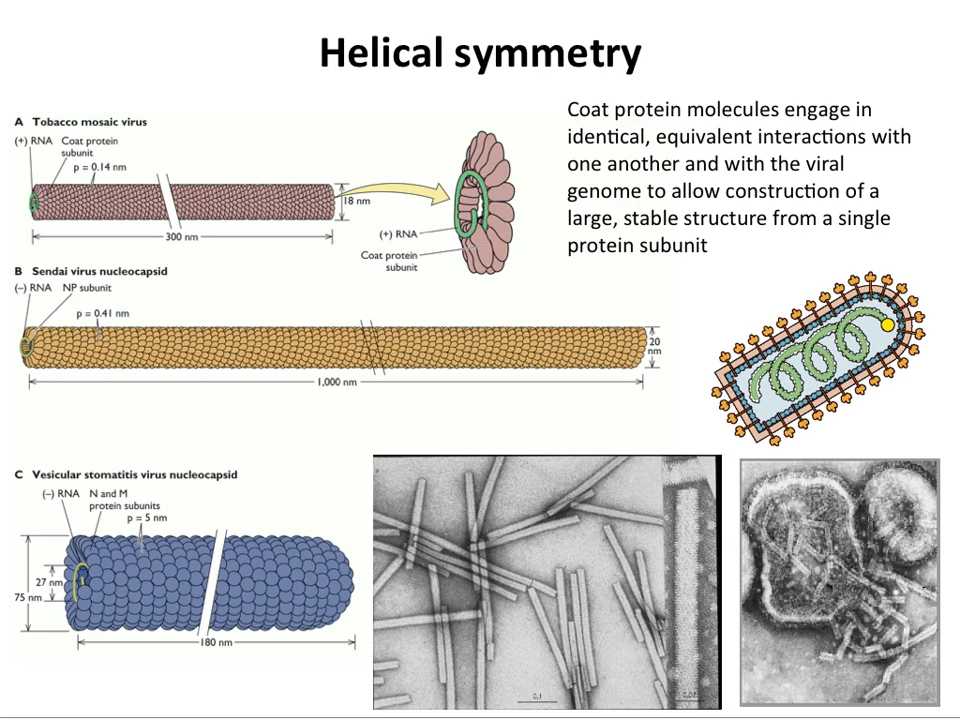 Helical symmetry
Coat protein molecules engage in
identical, equivalent interactions with
one another and with the viral
genome to allow construction of a
large, stable structure from a single
protein subunit
A Tobacco mosaic virus
(+) RNA Coat protein
subunit
p = 0.14 nm
18 nm
300 nm
(+) RNA
Coat protein
subunit
B Sendai virus nucleocapsid
(–) RNA NP subunit
p = 0.41 nm
20
nm
1,000 nm
C Vesicular stomatitis virus nucleocapsid
(–) RNA N and M
protein subunits
p = 5 nm
27 nm
75 nm
180 nm
0,1